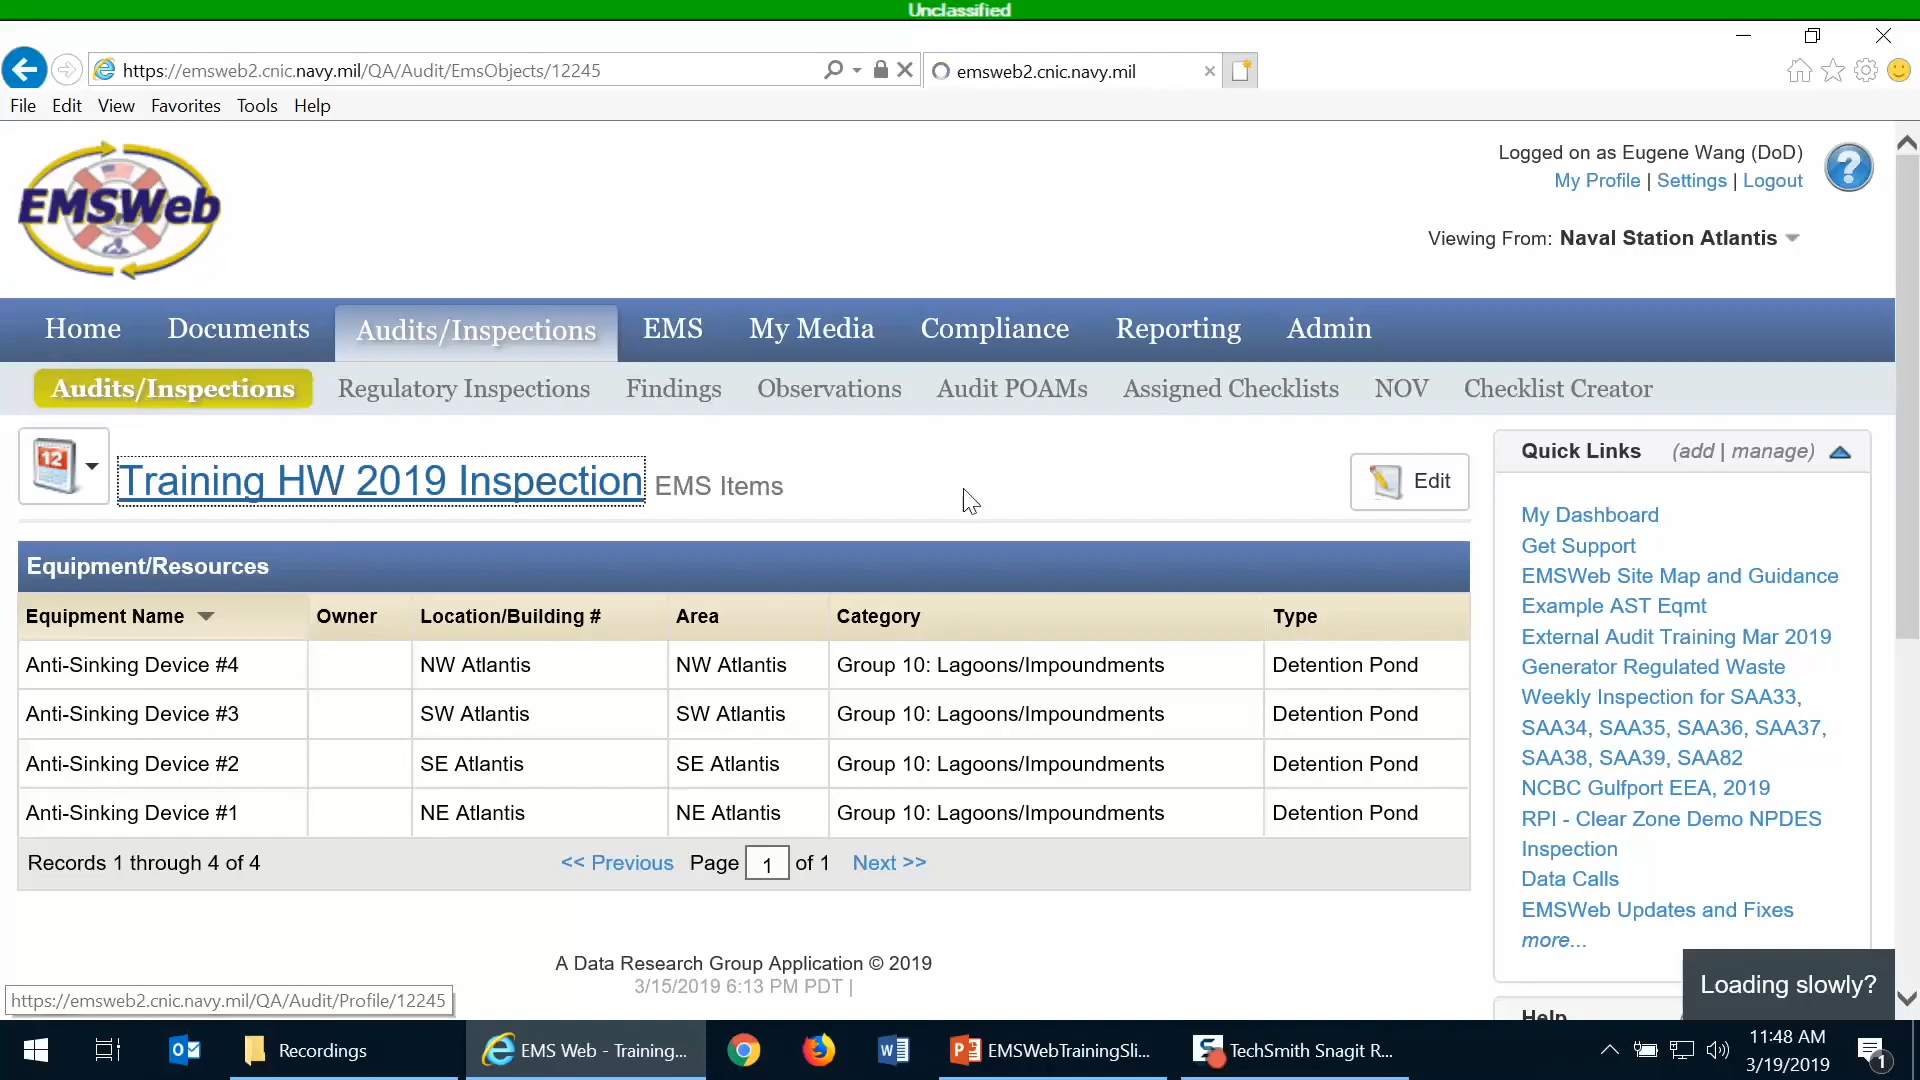 Unclassified
https://emsweb2.cnic.navy.mil/QA/Audit/EmsObjects/12245
emsweb2.cnic.navy.mil
File Edit View Favorites Tools Help
EMSWeb
Logged on as Eugene Wang (DoD)
My Profile | Settings | Logout
Viewing From: Naval Station Atlantis
Home Documents Audits/Inspections EMS My Media Compliance Reporting Admin
Audits/Inspections Regulatory Inspections Findings Observations Audit POAMs Assigned Checklists NOV Checklist Creator
12
Training HW 2019 Inspection EMS Items
Edit
Equipment/Resources
Equipment Name Owner Location/Building # Area Category Type
Anti-Sinking Device #4 NW Atlantis NW Atlantis Group 10: Lagoons/Impoundments Detention Pond
Anti-Sinking Device #3 SW Atlantis SW Atlantis Group 10: Lagoons/Impoundments Detention Pond
Anti-Sinking Device #2 SE Atlantis SE Atlantis Group 10: Lagoons/Impoundments Detention Pond
Anti-Sinking Device #1 NE Atlantis NE Atlantis Group 10: Lagoons/Impoundments Detention Pond
Records 1 through 4 of 4 << Previous Page 1 of 1 Next >>
A Data Research Group Application © 2019
3/15/2019 6:13 PM PDT |
Quick Links (add | manage)
My Dashboard
Get Support
EMSWeb Site Map and Guidance
Example AST Eqmt
External Audit Training Mar 2019
Generator Regulated Waste
Weekly Inspection for SAA33,
SAA34, SAA35, SAA36, SAA37,
SAA38, SAA39, SAA82
NCBC Gulfport EEA, 2019
RPI - Clear Zone Demo NPDES
Inspection
Data Calls
EMSWeb Updates and Fixes
more...
Help
Loading slowly?
https://emsweb2.cnic.navy.mil/QA/Audit/Profile/12245
Recordings
EMS Web - Training...
EMSWebTrainingSli...
TechSmith Snagit R...
11:48 AM
3/19/2019
1